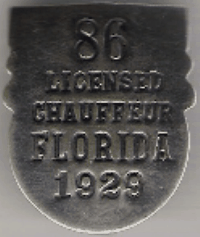 86
LICENSED
CHAUFFEUR
FLORIDA
1929